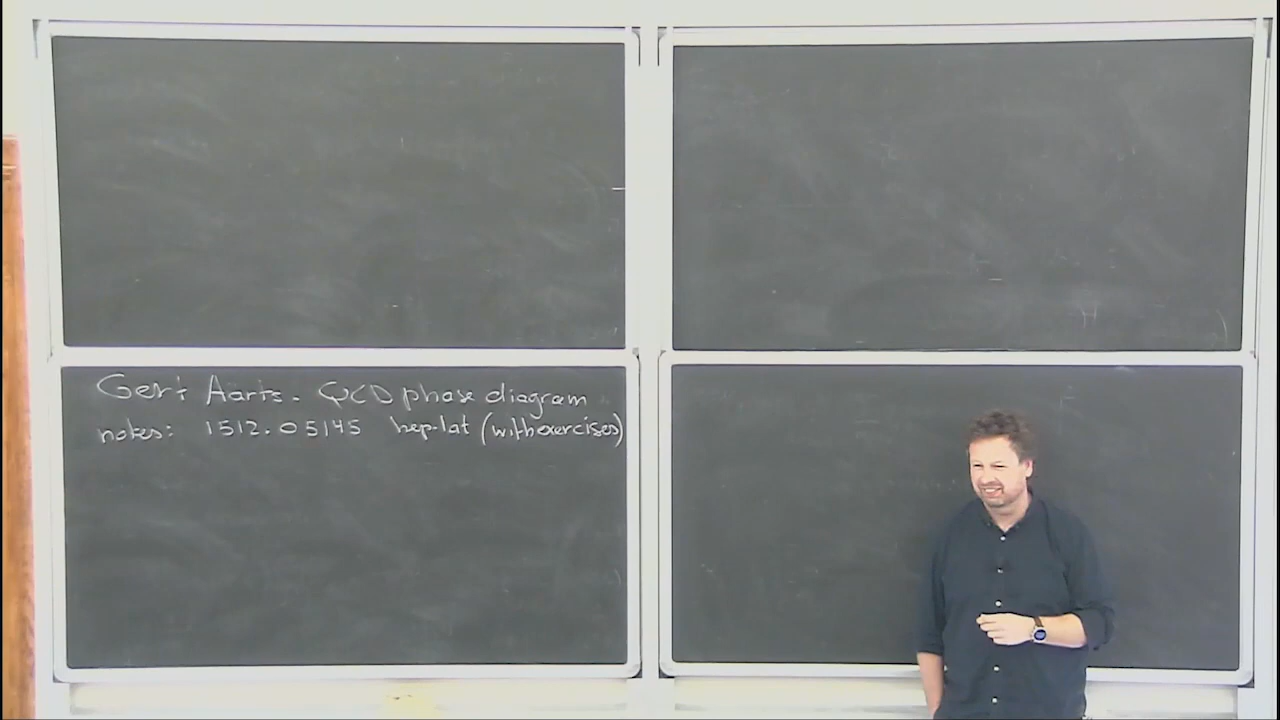 Gert Aarts - QCD phase diagram
notes: 1512.05145 hep-lat (with exercises)